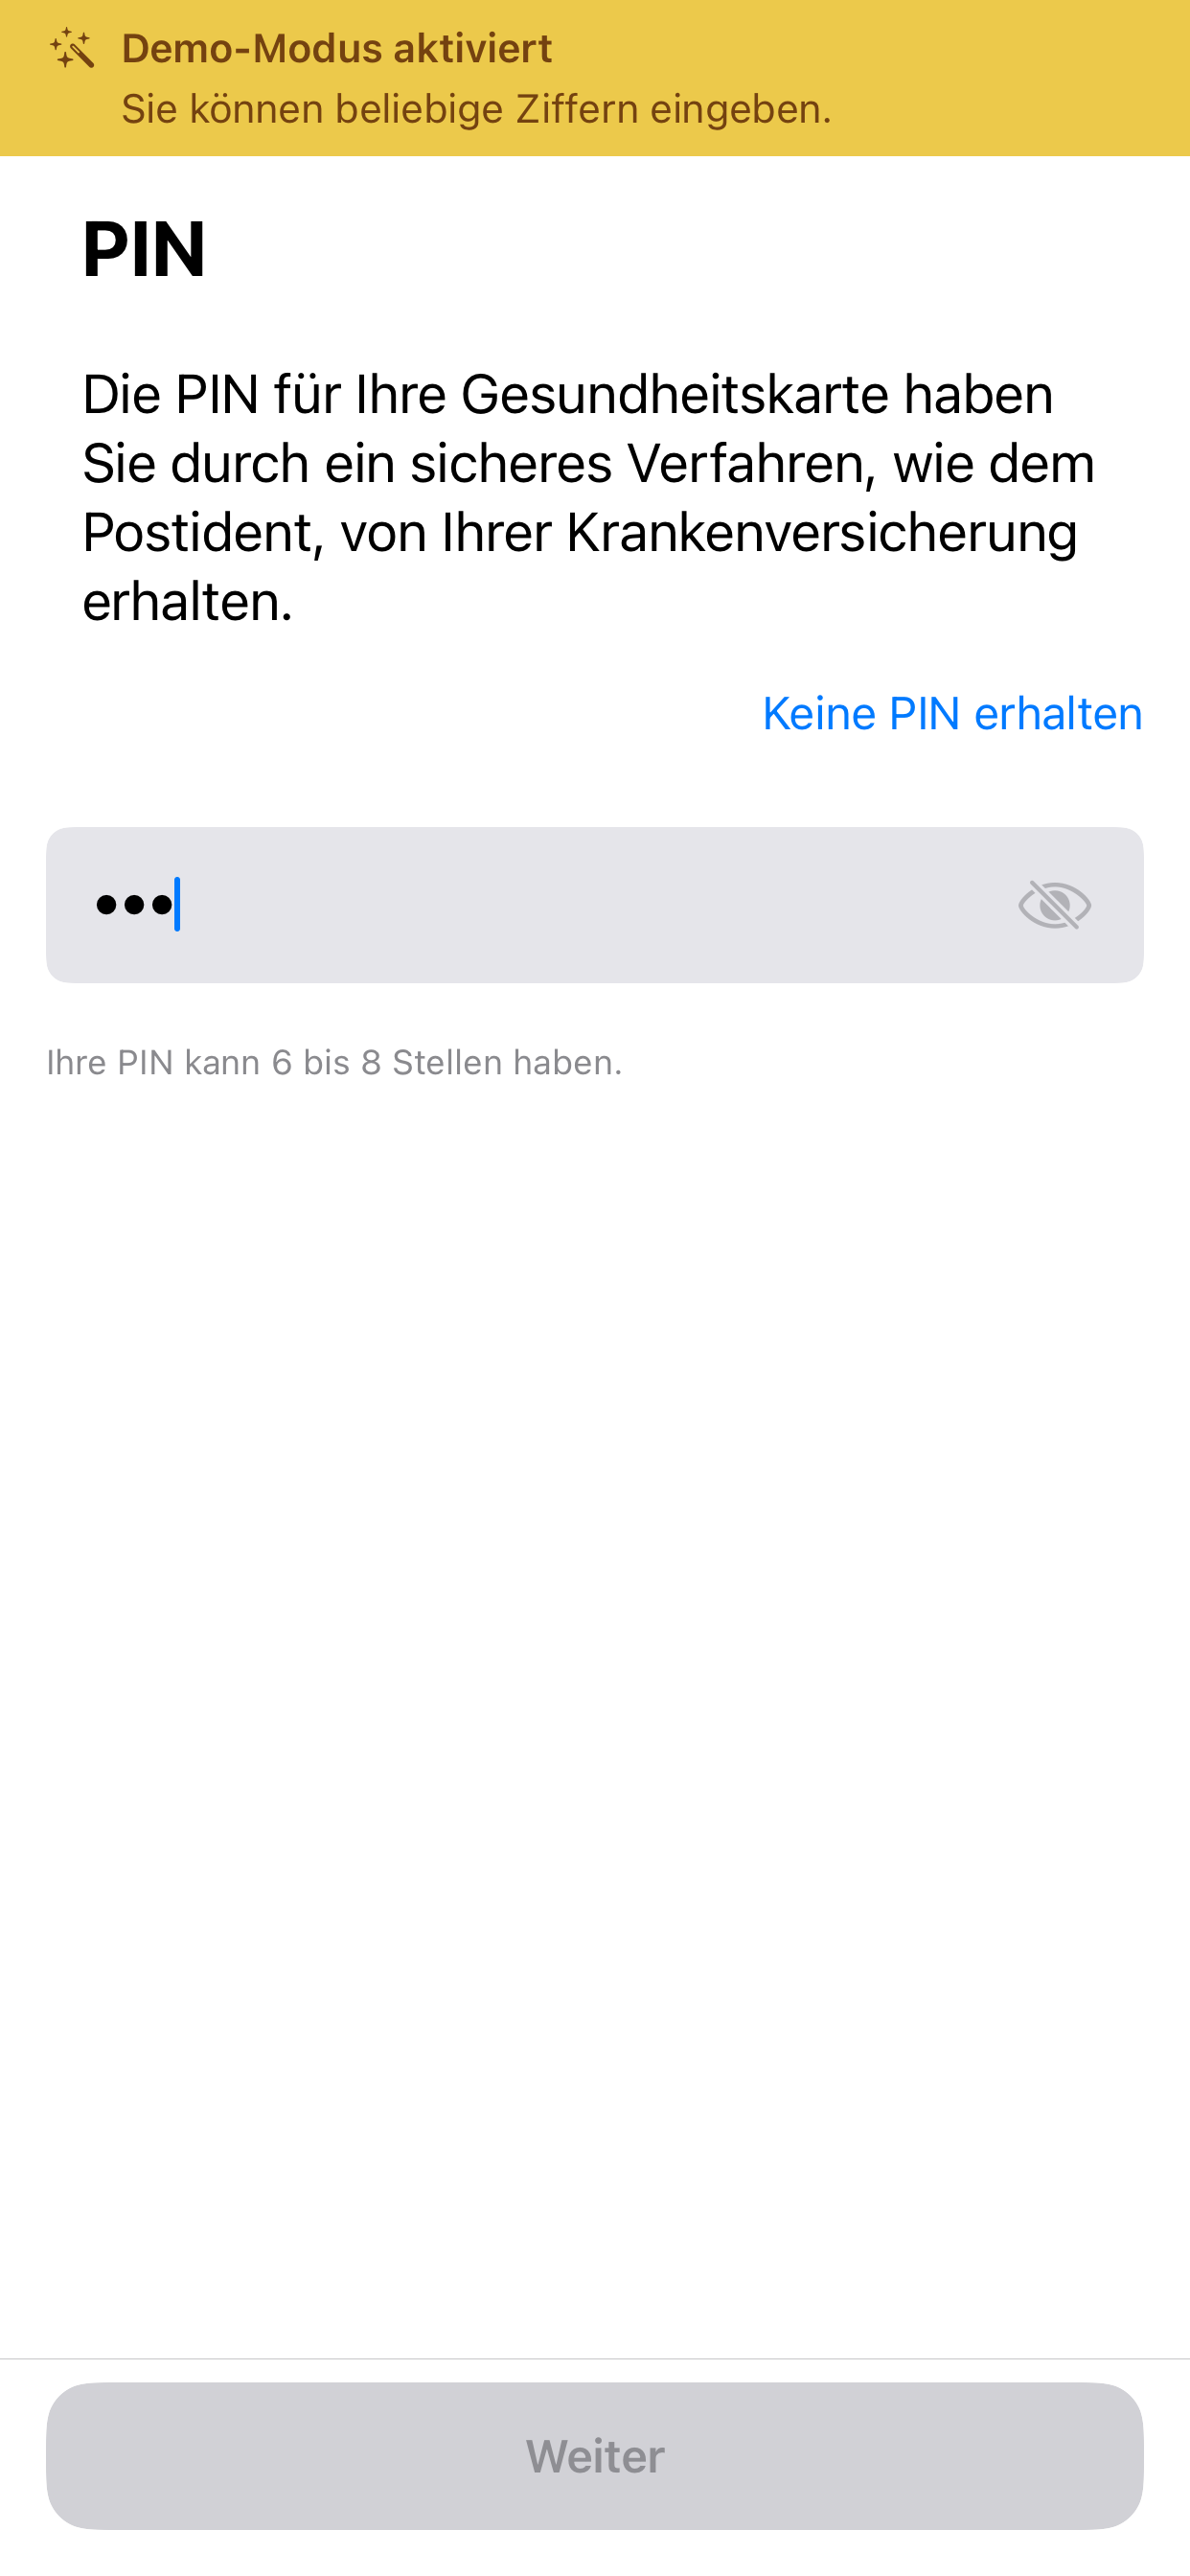 Demo-Modus aktiviert
Sie können beliebige Ziffern eingeben.
PIN
Die PIN für Ihre Gesundheitskarte haben
Sie durch ein sicheres Verfahren, wie dem
Postident, von Ihrer Krankenversicherung
erhalten.
Keine PIN erhalten
•••
Ihre PIN kann 6 bis 8 Stellen haben.
Weiter